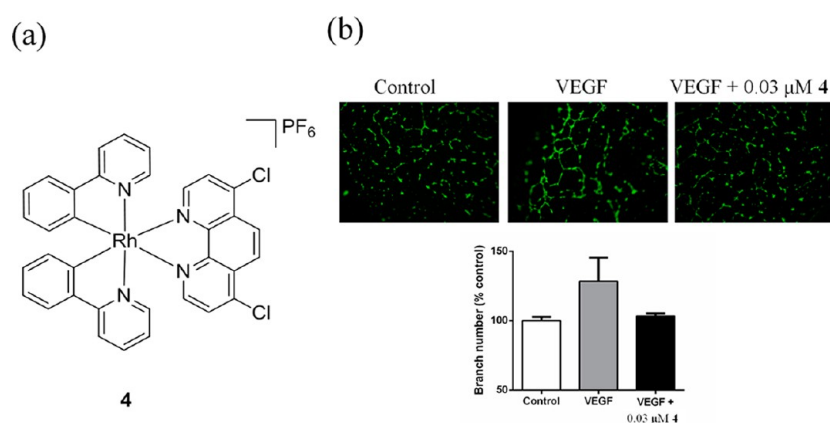 (a)
PF6
Cl
N
N
Rh
N
N
Cl
4
(b)
Control
VEGF
VEGF + 0.03 μM 4
Branch number (% control)
150
100
50
Control
VEGF
VEGF +
0.03 μM 4